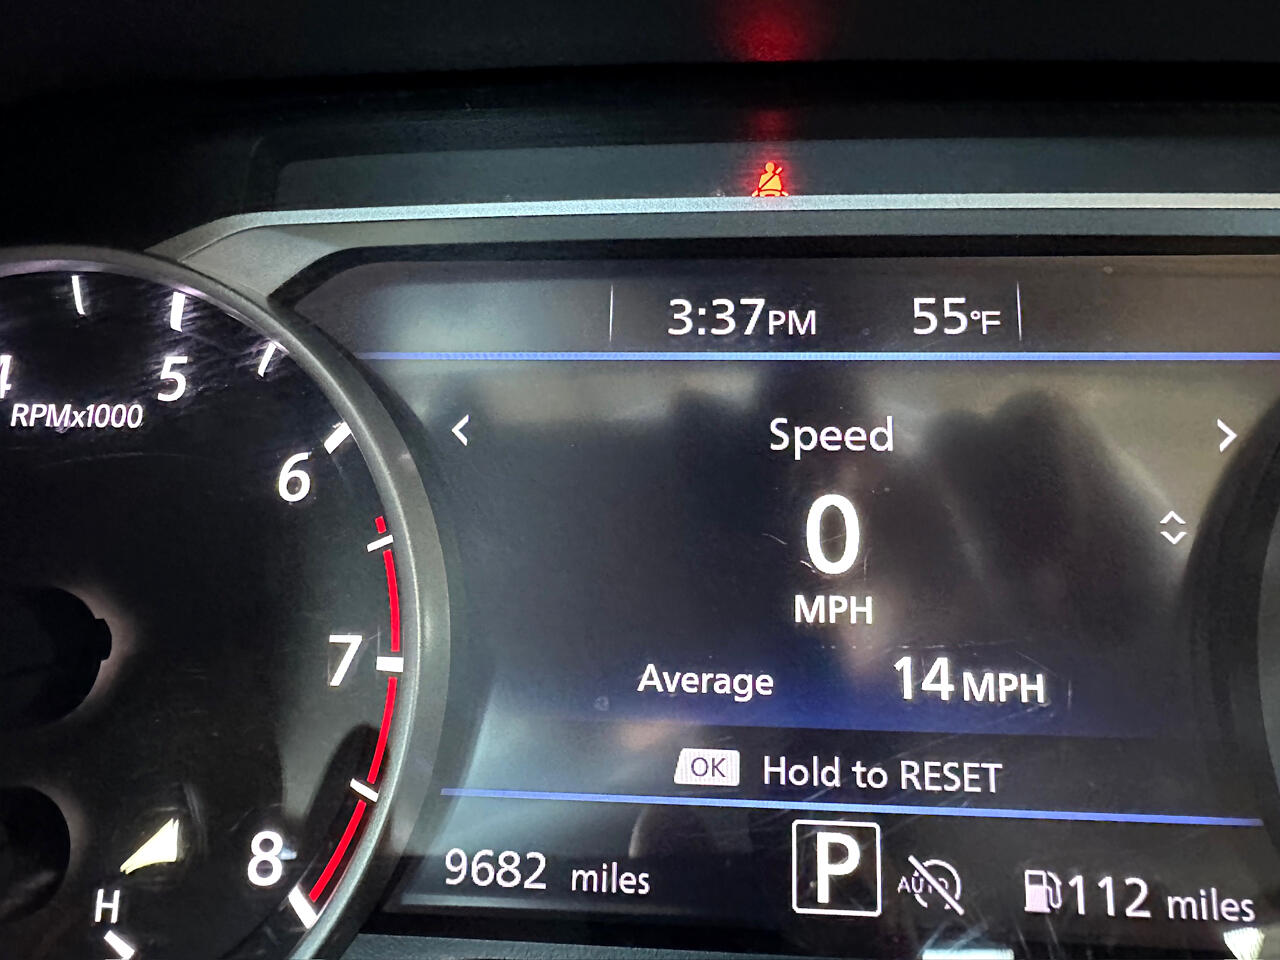 3:37PM 55°F
4 5 6 7 8
RPMx1000
H
< Speed >
0
MPH
Average 14 MPH
OK Hold to RESET
9682 miles P AUTO 112 miles